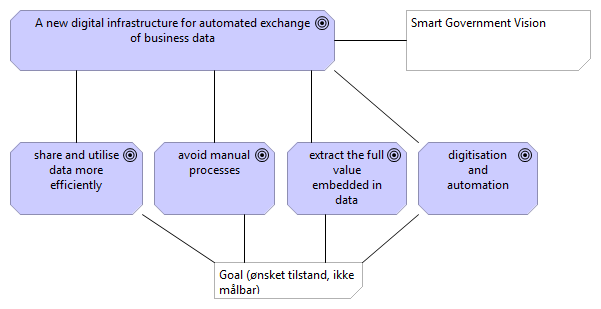 A new digital infrastructure for automated exchange
of business data
Smart Government Vision
share and utilise
data more
efficiently
avoid manual
processes
extract the full
value
embedded in
data
digitisation
and
automation
Goal (ønsket tilstand, ikke
målbar)